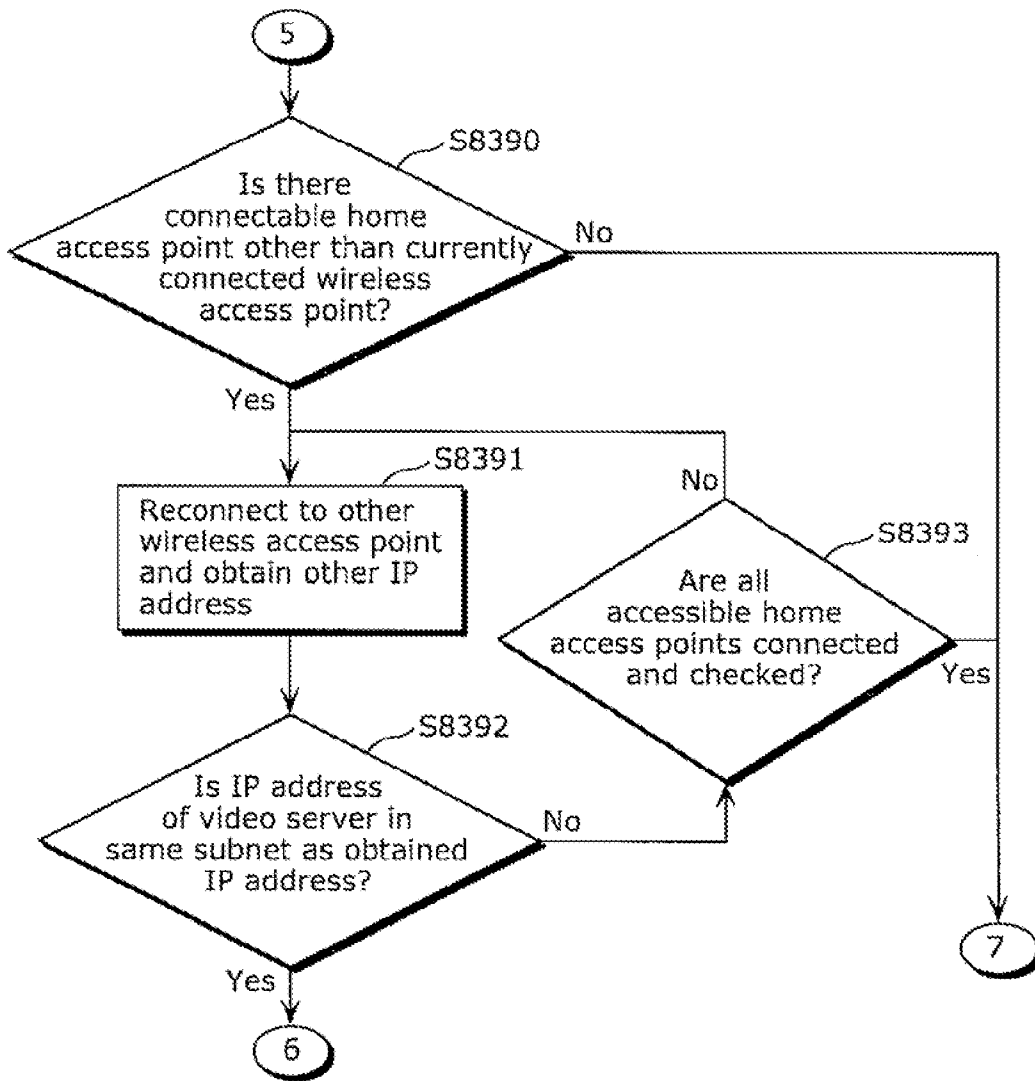 5
S8390
Is there
connectable home
access point other than currently
connected wireless
access point?
No
Yes
S8391
Reconnect to other
wireless access point
and obtain other IP
address
No
S8393
Are all
accessible home
access points connected
and checked?
Yes
S8392
Is IP address
of video server in
same subnet as obtained
IP address?
No
Yes
7
6